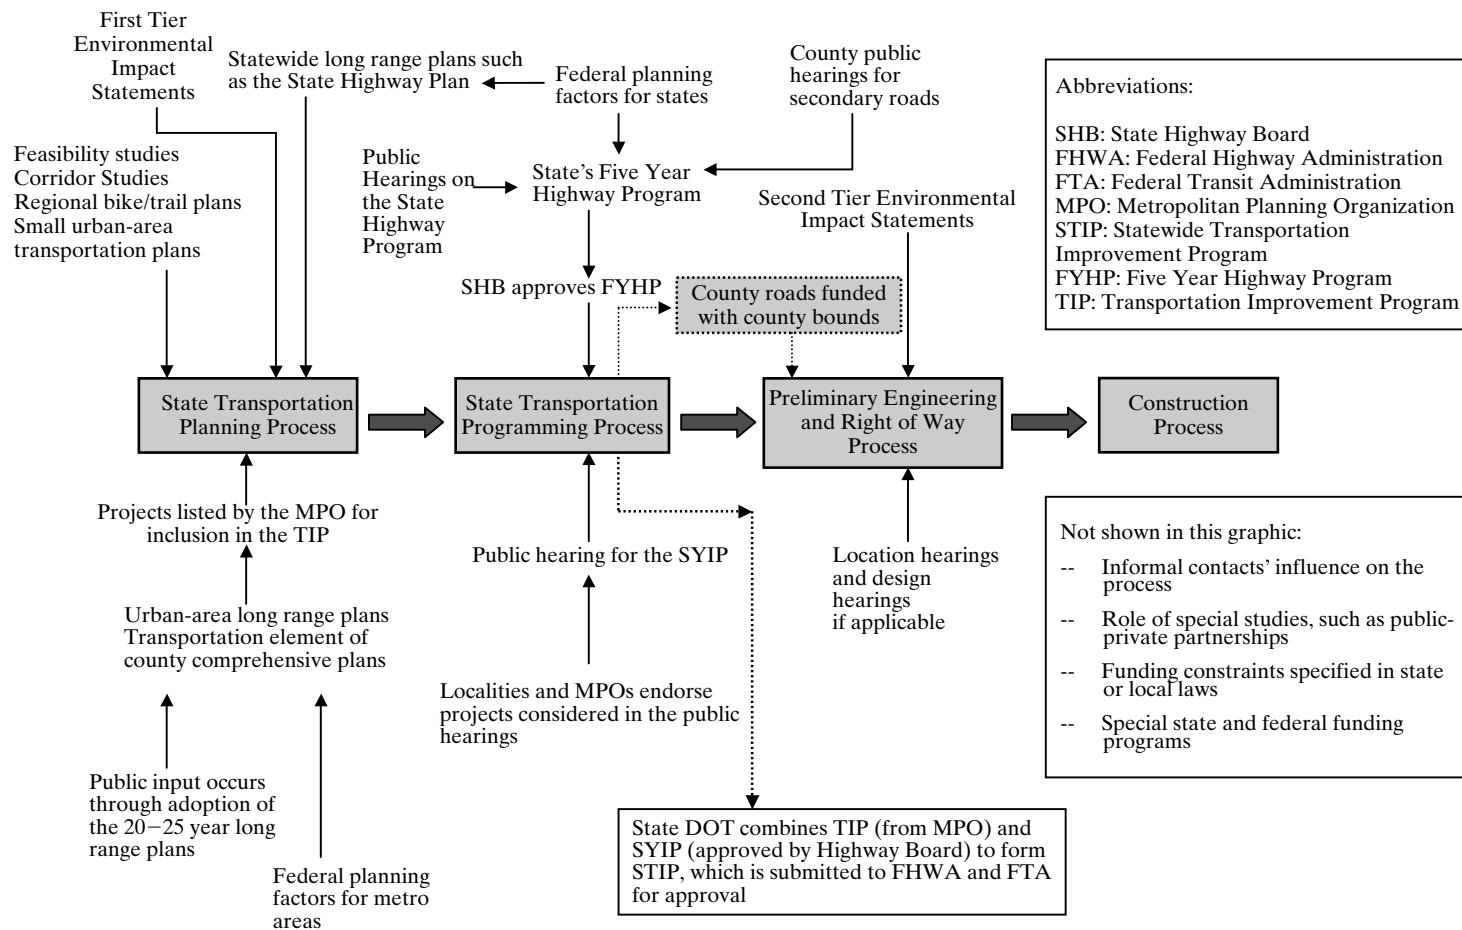 First Tier
Environmental
Impact
Statements
Statewide long range plans such
as the State Highway Plan
Federal planning
factors for states
County public
hearings for
secondary roads
Feasibility studies
Corridor Studies
Regional bike/trail plans
Small urban-area
transportation plans
Public
Hearings on
the State
Highway
Program
State's Five Year
Highway Program
Second Tier Environmental
Impact Statements
SHB approves FYHP
County roads funded
with county bounds
State Transportation
Planning Process
State Transportation
Programming Process
Preliminary Engineering
and Right of Way
Process
Construction
Process
Projects listed by the MPO for
inclusion in the TIP
Urban-area long range plans
Transportation element of
county comprehensive plans
Public input occurs
through adoption of
the 20−25 year long
range plans
Federal planning
factors for metro
areas
Public hearing for the SYIP
Localities and MPOs endorse
projects considered in the public
hearings
Location hearings
and design
hearings
if applicable
State DOT combines TIP (from MPO) and
SYIP (approved by Highway Board) to form
STIP, which is submitted to FHWA and FTA
for approval
Abbreviations:
SHB: State Highway Board
FHWA: Federal Highway Administration
FTA: Federal Transit Administration
MPO: Metropolitan Planning Organization
STIP: Statewide Transportation
Improvement Program
FYHP: Five Year Highway Program
TIP: Transportation Improvement Program
Not shown in this graphic:
-- Informal contacts' influence on the
process
-- Role of special studies, such as public-
private partnerships
-- Funding constraints specified in state
or local laws
-- Special state and federal funding
programs